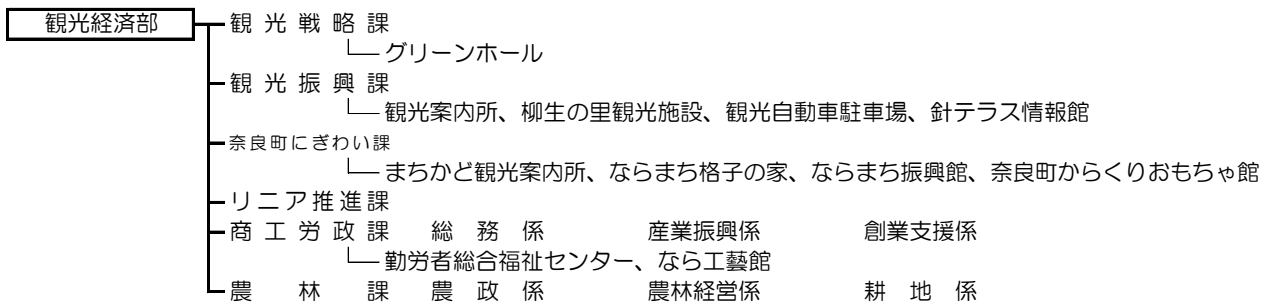 観光経済部 観光戦略課
グリーンホール
観光振興課
観光案内所、柳生の里観光施設、観光自動車駐車場、針テラス情報館
奈良町にぎわい課
まちかど観光案内所、ならまち格子の家、ならまち振興館、奈良町からくりおもちゃ館
リニア推進課
商工労政課 総務係 産業振興係 創業支援係
勤労者総合福祉センター、なら工藝館
農林課 農政係 農林経営係 耕地係